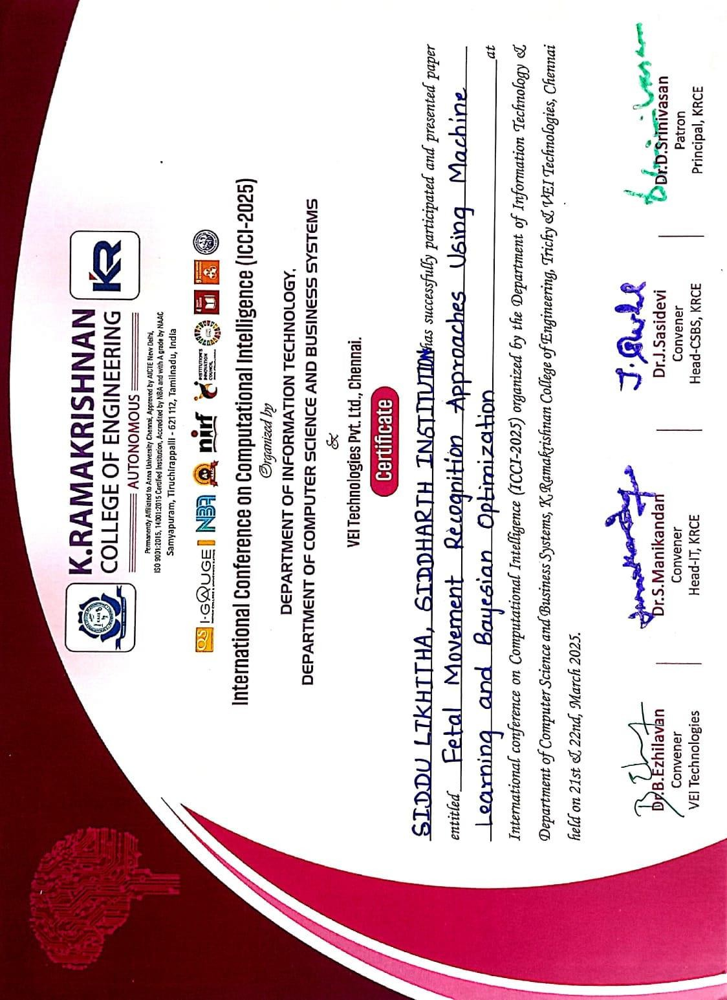 K.RAMAKRISHNAN
COLLEGE OF ENGINEERING
AUTONOMOUS
KR
Permanently Affiliated to Anna University Chennai, Approved by AICTE New Delhi,
ISO 9001:2015, 14001:2015 Certified Institution, Accredited by NBA and with A grade by NAAC
Samyapuram, Tiruchirappalli - 621 112, Tamilnadu, India
QS I·GAUGE NBA nirf INSTITUTION'S INNOVATION COUNCIL
International Conference on Computational Intelligence (ICCI-2025)
Organized by
DEPARTMENT OF INFORMATION TECHNOLOGY,
DEPARTMENT OF COMPUTER SCIENCE AND BUSINESS SYSTEMS
&
VEI Technologies Pvt. Ltd., Chennai.
Certificate
SIDDU LIKHITHA, SIDDHARTH INSTITUTION has successfully participated and presented paper
entitled Fetal Movement Recognition Approaches Using Machine
Learning and Bayesian Optimization at
International conference on Computational Intelligence (ICCI-2025) organized by the Department of Information Technology &
Department of Computer Science and Business Systems, K.Ramakrishnan College of Engineering, Trichy & VEI Technologies, Chennai
held on 21st & 22nd, March 2025.
Dr.B.Ezhilavan
Convener
VEI Technologies
Dr.S.Manikandan
Convener
Head-IT, KRCE
Dr.J.Sasidevi
Convener
Head-CSBS, KRCE
Dr.D.Srinivasan
Patron
Principal, KRCE